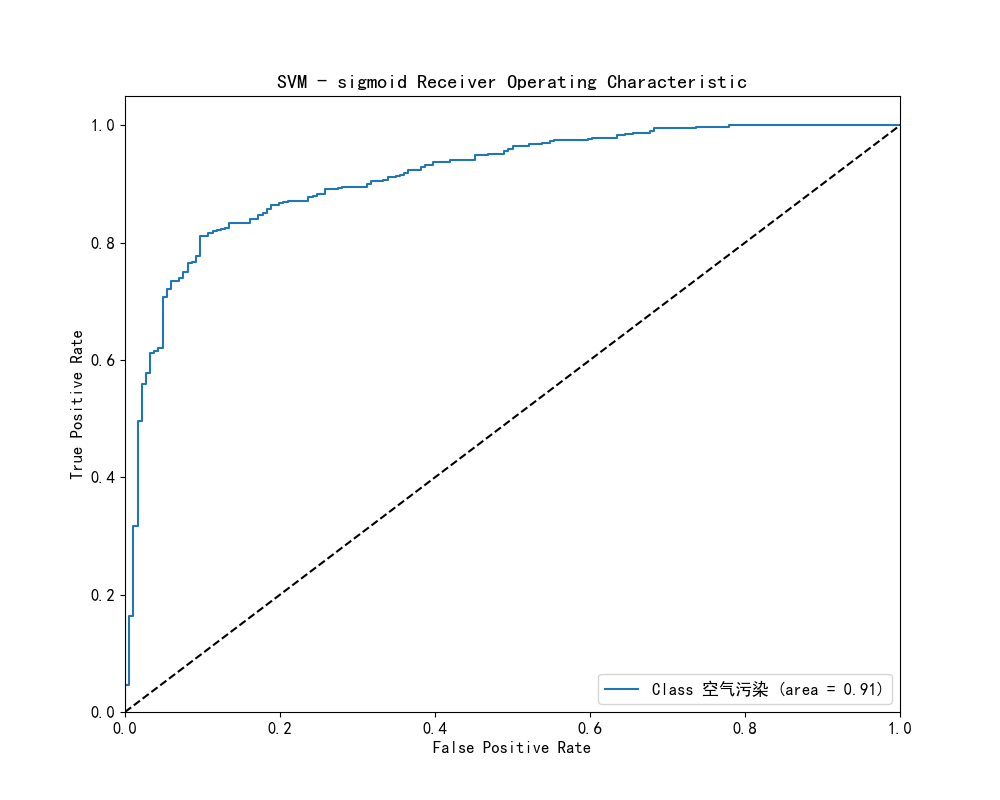 SVM - sigmoid Receiver Operating Characteristic
True Positive Rate
1.0
0.8
0.6
0.4
0.2
0.0
0.0 0.2 0.4 0.6 0.8 1.0
False Positive Rate
Class 空气污染 (area = 0.91)